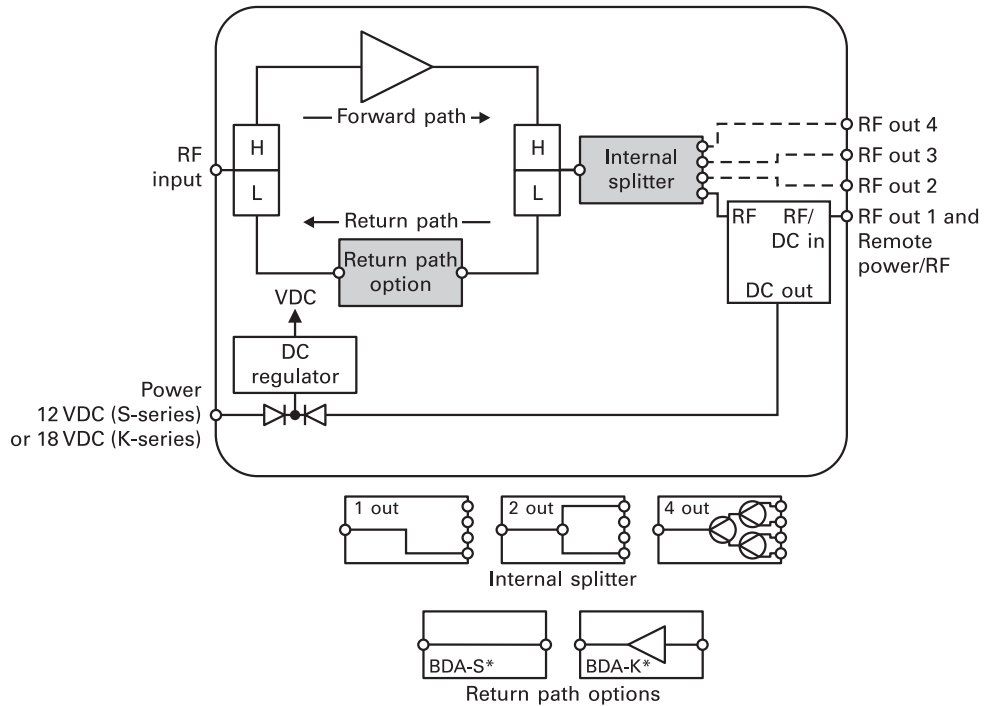 Forward path
RF
input
H
L
H
L
Internal
splitter
RF out 4
RF out 3
RF out 2
RF out 1 and
Remote
power/RF
RF
RF/
DC in
DC out
Return path
Return path
option
VDC
DC
regulator
Power
12 VDC (S-series)
or 18 VDC (K-series)
1 out
2 out
4 out
Internal splitter
BDA-S*
BDA-K*
Return path options